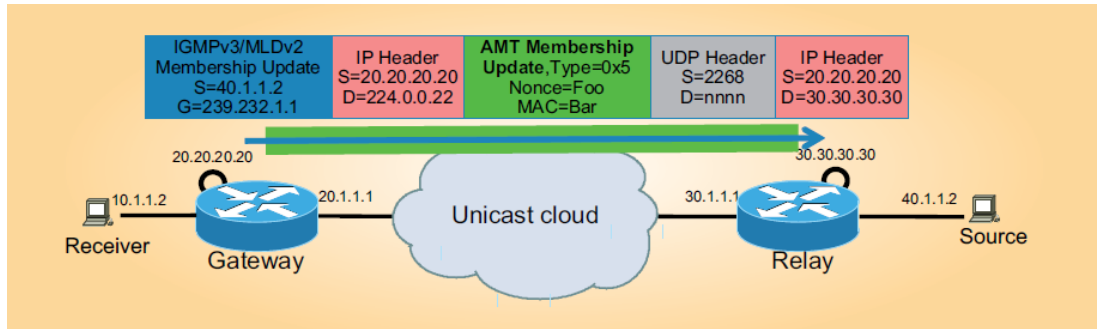 IGMPv3/MLDv2
Membership Update
S=40.1.1.2
G=239.232.1.1
IP Header
S=20.20.20.20
D=224.0.0.22
AMT Membership
Update,Type=0x5
Nonce=Foo
MAC=Bar
UDP Header
S=2268
D=nnnn
IP Header
S=20.20.20.20
D=30.30.30.30
20.20.20.20
30.30.30.30
10.1.1.2
20.1.1.1
Unicast cloud
30.1.1.1
40.1.1.2
Receiver
Gateway
Relay
Source